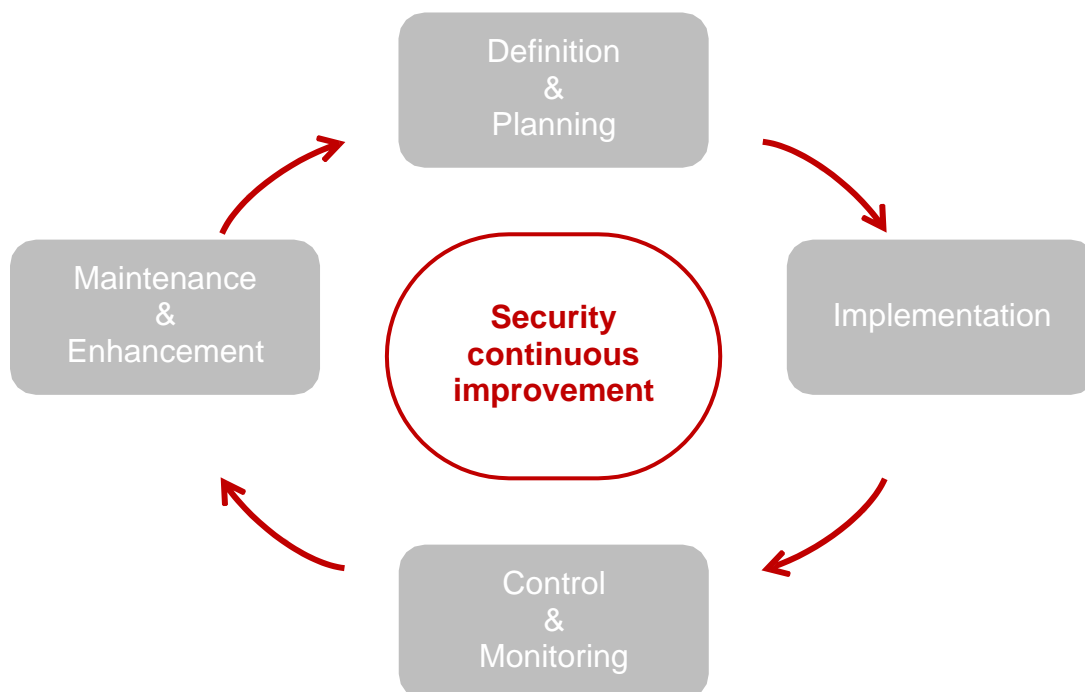 Definition
&
Planning
Maintenance
&
Enhancement
Security
continuous
improvement
Implementation
Control
&
Monitoring